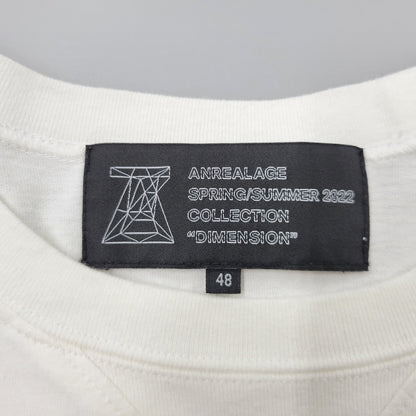 ANREALAGE
SPRING/SUMMER 2022
COLLECTION
"DIMENSION"
48